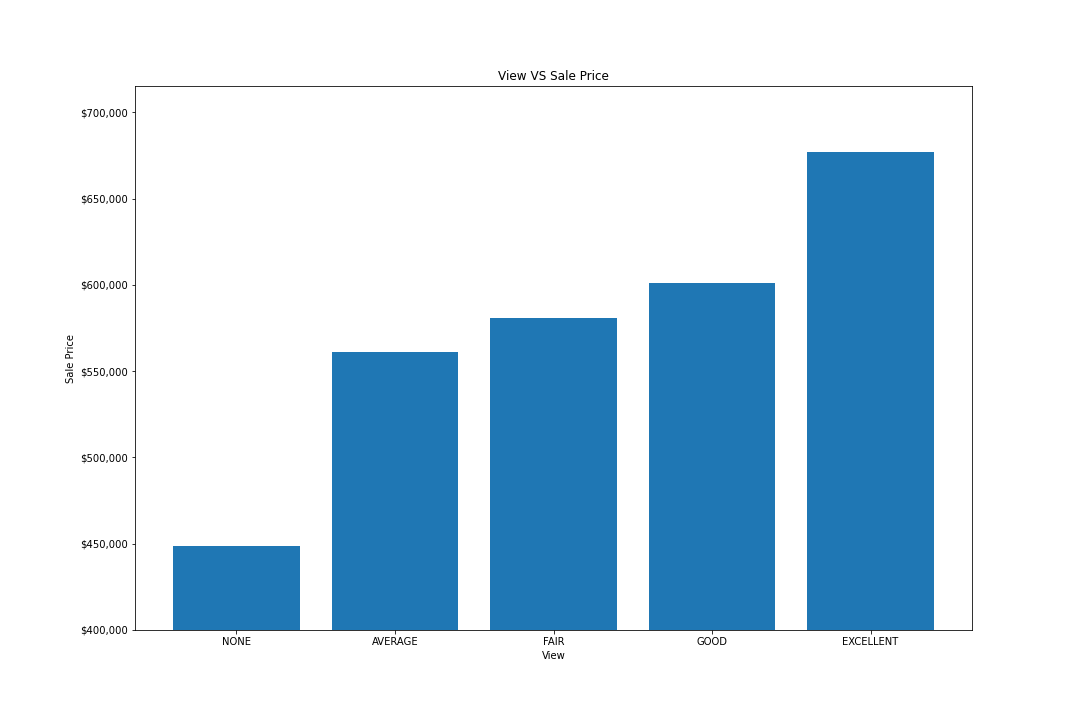 View VS Sale Price
$700,000
$650,000
$600,000
$550,000
$500,000
$450,000
$400,000
Sale Price
NONE AVERAGE FAIR GOOD EXCELLENT
View